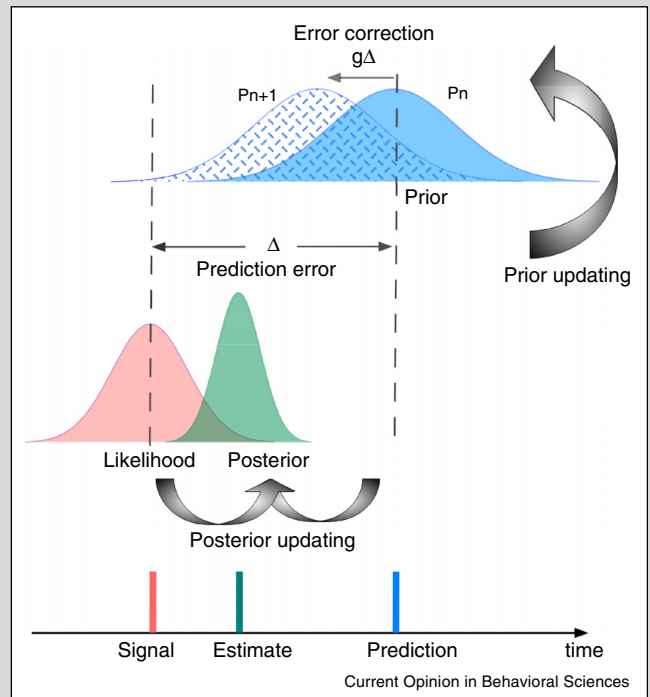 Error correction
gΔ
Pn+1
Pn
Prior
Δ
Prediction error
Prior updating
Likelihood
Posterior
Posterior updating
Signal
Estimate
Prediction
time
Current Opinion in Behavioral Sciences